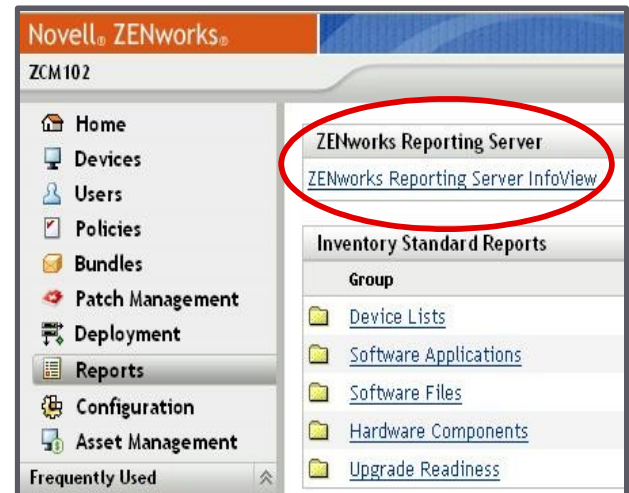 Novell® ZENworks®
ZCM102
Home
Devices
Users
Policies
Bundles
Patch Management
Deployment
Reports
Configuration
Asset Management
Frequently Used
ZENworks Reporting Server
ZENworks Reporting Server InfoView
Inventory Standard Reports
Group
Device Lists
Software Applications
Software Files
Hardware Components
Upgrade Readiness